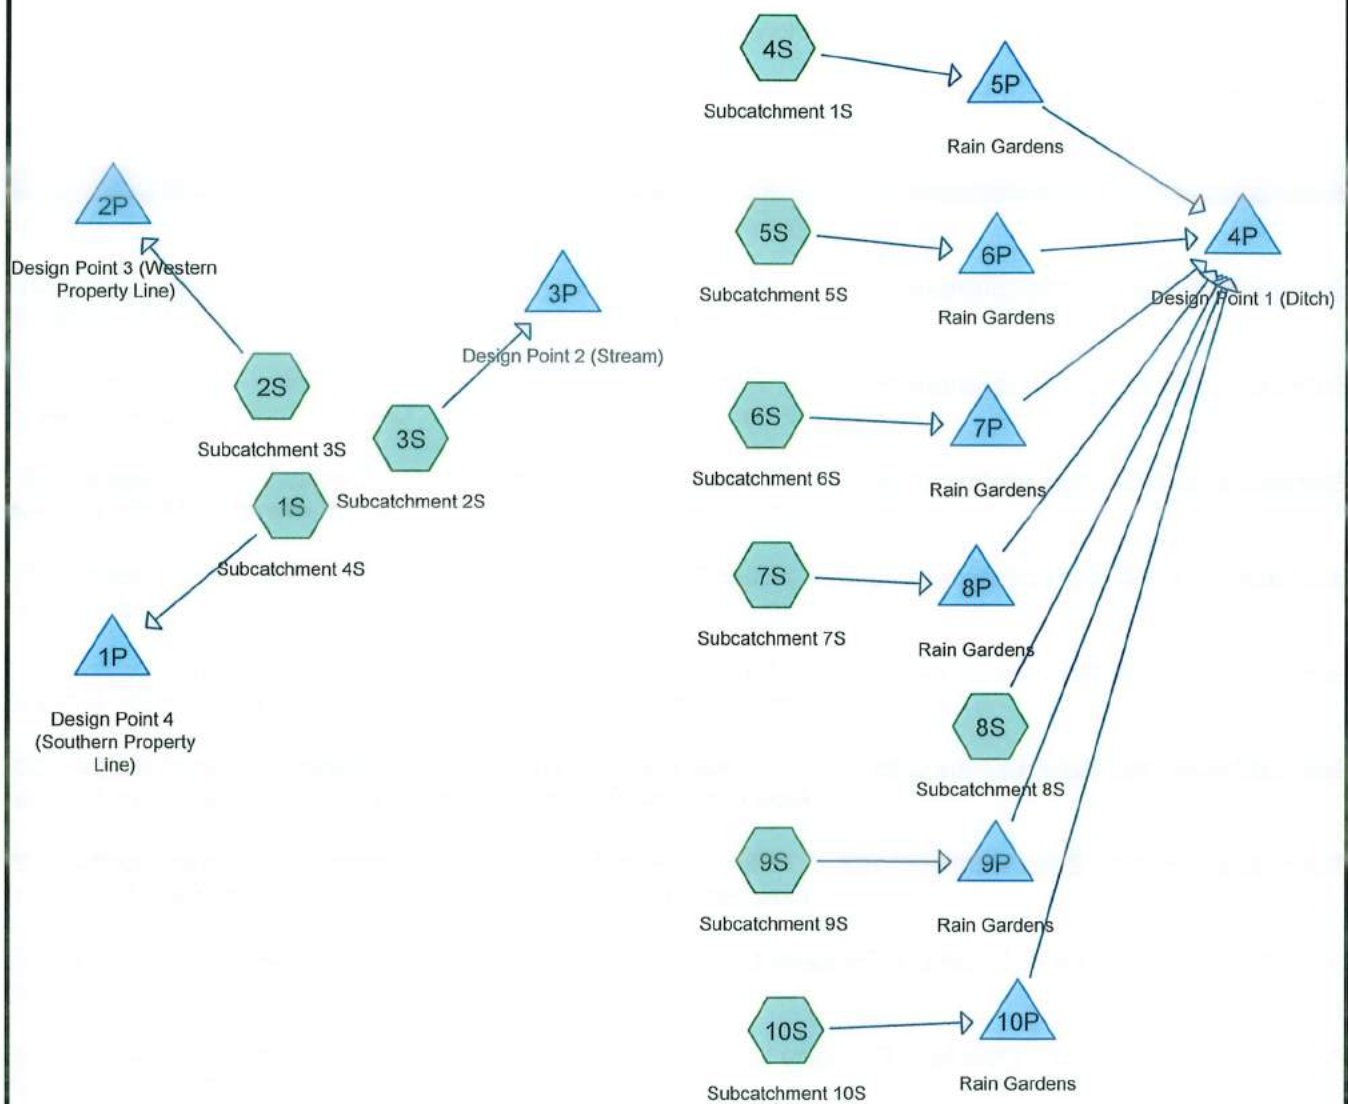 2P
Design Point 3 (Western
Property Line)
2S
Subcatchment 3S
3P
Design Point 2 (Stream)
3S
Subcatchment 2S
1S
Subcatchment 4S
1P
Design Point 4
(Southern Property
Line)
4S
Subcatchment 1S
5P
Rain Gardens
5S
Subcatchment 5S
6P
Rain Gardens
4P
Design Point 1 (Ditch)
6S
Subcatchment 6S
7P
Rain Gardens
7S
Subcatchment 7S
8P
Rain Gardens
8S
Subcatchment 8S
9S
Subcatchment 9S
9P
Rain Gardens
10S
Subcatchment 10S
10P
Rain Gardens